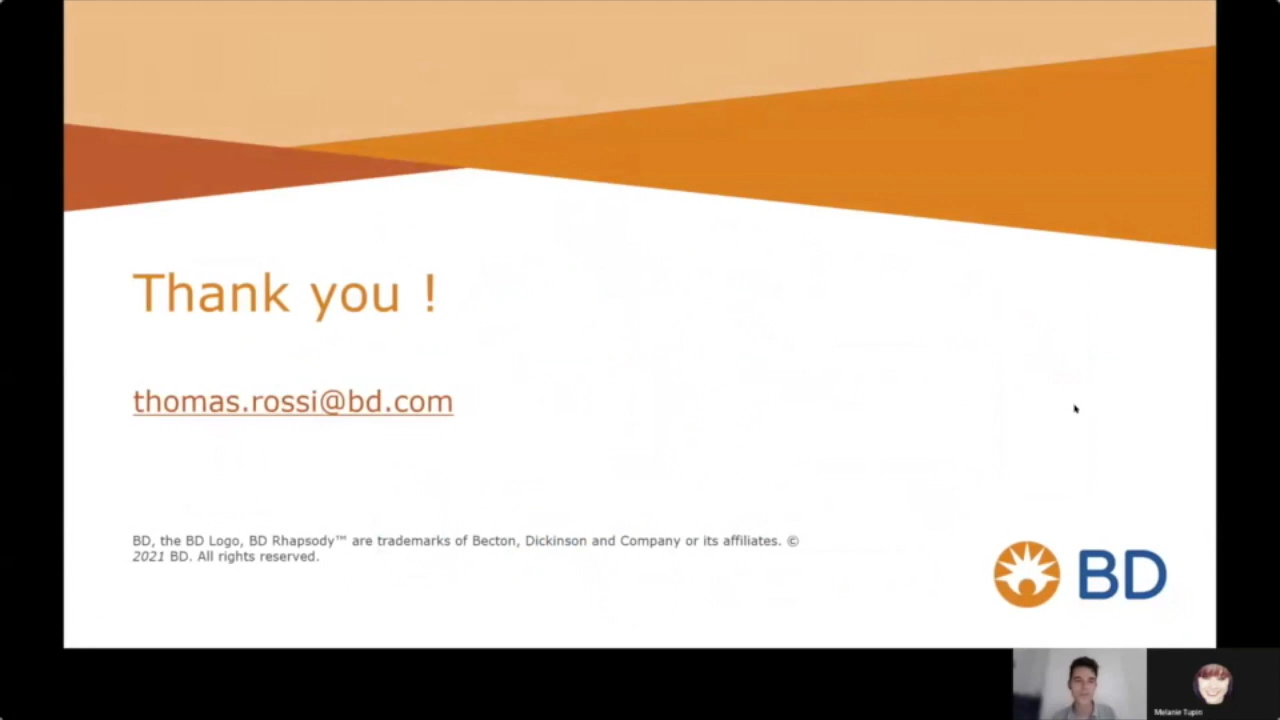 Thank you !
thomas.rossi@bd.com
BD, the BD Logo, BD Rhapsody™ are trademarks of Becton, Dickinson and Company or its affiliates. ©
2021 BD. All rights reserved.
BD
Melanie Tupin